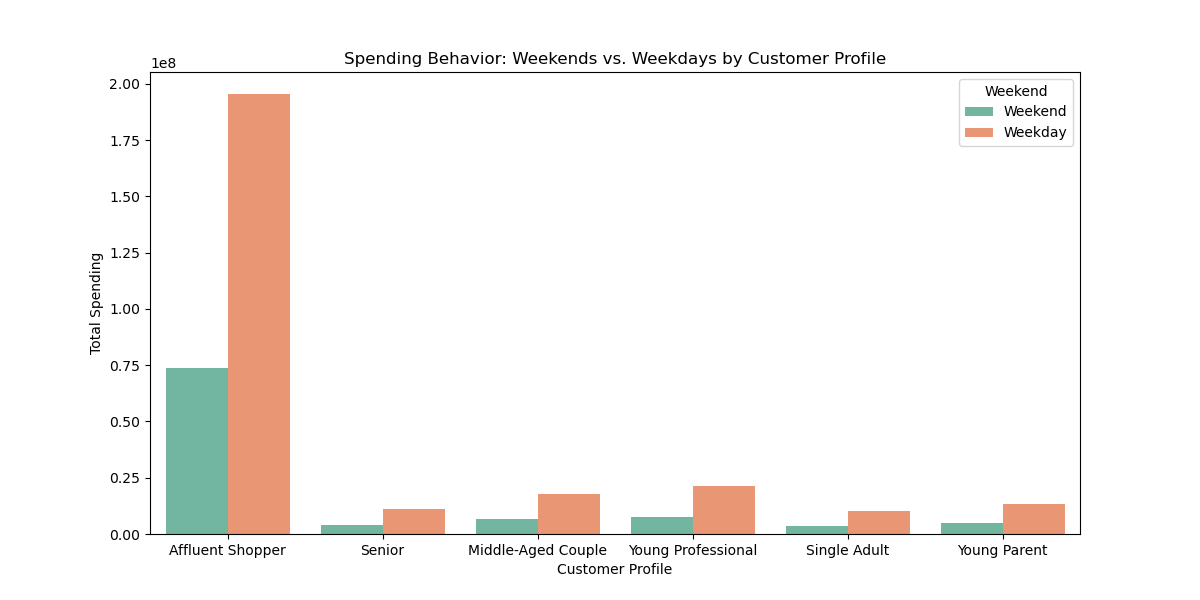 Spending Behavior: Weekends vs. Weekdays by Customer Profile
1e8
2.00
1.75
1.50
1.25
1.00
0.75
0.50
0.25
0.00
Total Spending
Weekend
Weekend
Weekday
Affluent Shopper
Senior
Middle-Aged Couple
Young Professional
Single Adult
Young Parent
Customer Profile